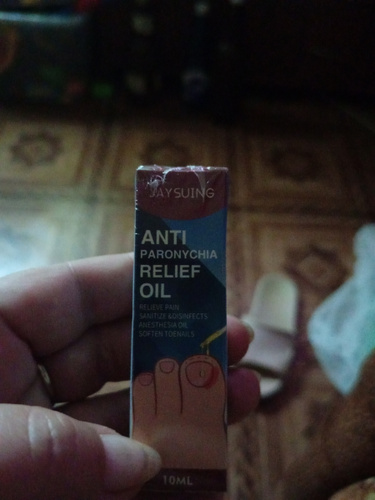 JAYSUING
ANTI
PARONYCHIA
RELIEF
OIL
RELIEVE PAIN
SANITIZE & DISINFECTS
ANESTHESIA OIL
SOFTEN TOENAILS
10ML